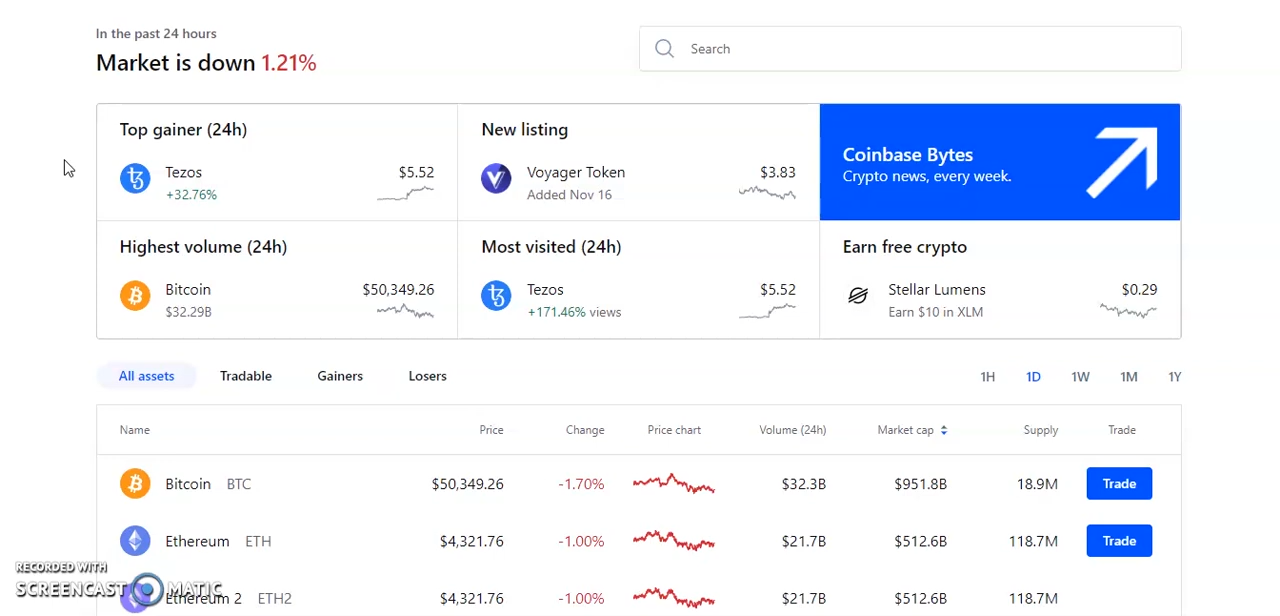 In the past 24 hours
Market is down 1.21%
Search
Top gainer (24h)
Tezos $5.52
+32.76%
New listing
Voyager Token $3.83
Added Nov 16
Coinbase Bytes
Crypto news, every week.
Highest volume (24h)
Bitcoin $50,349.26
$32.29B
Most visited (24h)
Tezos $5.52
+171.46% views
Earn free crypto
Stellar Lumens $0.29
Earn $10 in XLM
All assets Tradable Gainers Losers 1H 1D 1W 1M 1Y
Name Price Change Price chart Volume (24h) Market cap Supply Trade
Bitcoin BTC $50,349.26 -1.70% $32.3B $951.8B 18.9M Trade
Ethereum ETH $4,321.76 -1.00% $21.7B $512.6B 118.7M Trade
Ethereum 2 ETH2 $4,321.76 -1.00% $21.7B $512.6B 118.7M
RECORDED WITH
SCREENCAST MATIC